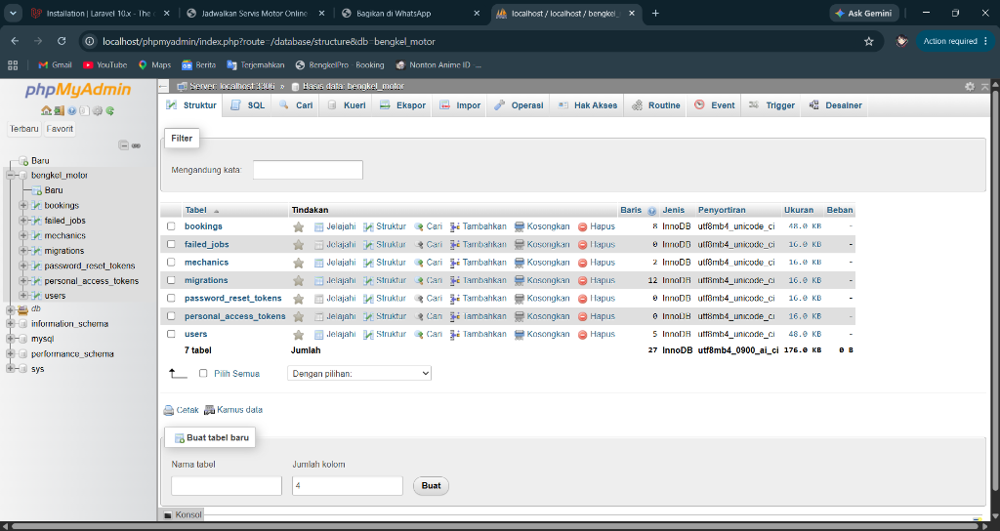 Installation | Laravel 10.x - The c
Jadwalkan Servis Motor Online
Bagikan di WhatsApp
localhost / localhost / bengkel_
Ask Gemini
localhost/phpmyadmin/index.php?route=/database/structure&db=bengkel_motor
Action required
Gmail YouTube Maps Berita Terjemahkan BengkelPro - Booking Nonton Anime ID ...
phpMyAdmin
Terbaru Favorit
Baru
bengkel_motor
Baru
bookings
failed_jobs
mechanics
migrations
password_reset_tokens
personal_access_tokens
users
db
information_schema
mysql
performance_schema
sys
Server: localhost:3306 » Basis data: bengkel_motor
Struktur SQL Cari Kueri Ekspor Impor Operasi Hak Akses Routine Event Trigger Desainer
Filter
Mengandung kata:
Tabel Tindakan Baris Jenis Penyortiran Ukuran Beban
bookings Jelajahi Struktur Cari Tambahkan Kosongkan Hapus 8 InnoDB utf8mb4_unicode_ci 48.0 KB -
failed_jobs Jelajahi Struktur Cari Tambahkan Kosongkan Hapus 0 InnoDB utf8mb4_unicode_ci 16.0 KB -
mechanics Jelajahi Struktur Cari Tambahkan Kosongkan Hapus 2 InnoDB utf8mb4_unicode_ci 16.0 KB -
migrations Jelajahi Struktur Cari Tambahkan Kosongkan Hapus 12 InnoDB utf8mb4_unicode_ci 16.0 KB -
password_reset_tokens Jelajahi Struktur Cari Tambahkan Kosongkan Hapus 0 InnoDB utf8mb4_unicode_ci 16.0 KB -
personal_access_tokens Jelajahi Struktur Cari Tambahkan Kosongkan Hapus 0 InnoDB utf8mb4_unicode_ci 16.0 KB -
users Jelajahi Struktur Cari Tambahkan Kosongkan Hapus 5 InnoDB utf8mb4_unicode_ci 48.0 KB -
7 tabel Jumlah 27 InnoDB utf8mb4_0900_ai_ci 176.0 KB 0 B
Pilih Semua Dengan pilihan:
Cetak Kamus data
Buat tabel baru
Nama tabel Jumlah kolom
4 Buat
Konsol